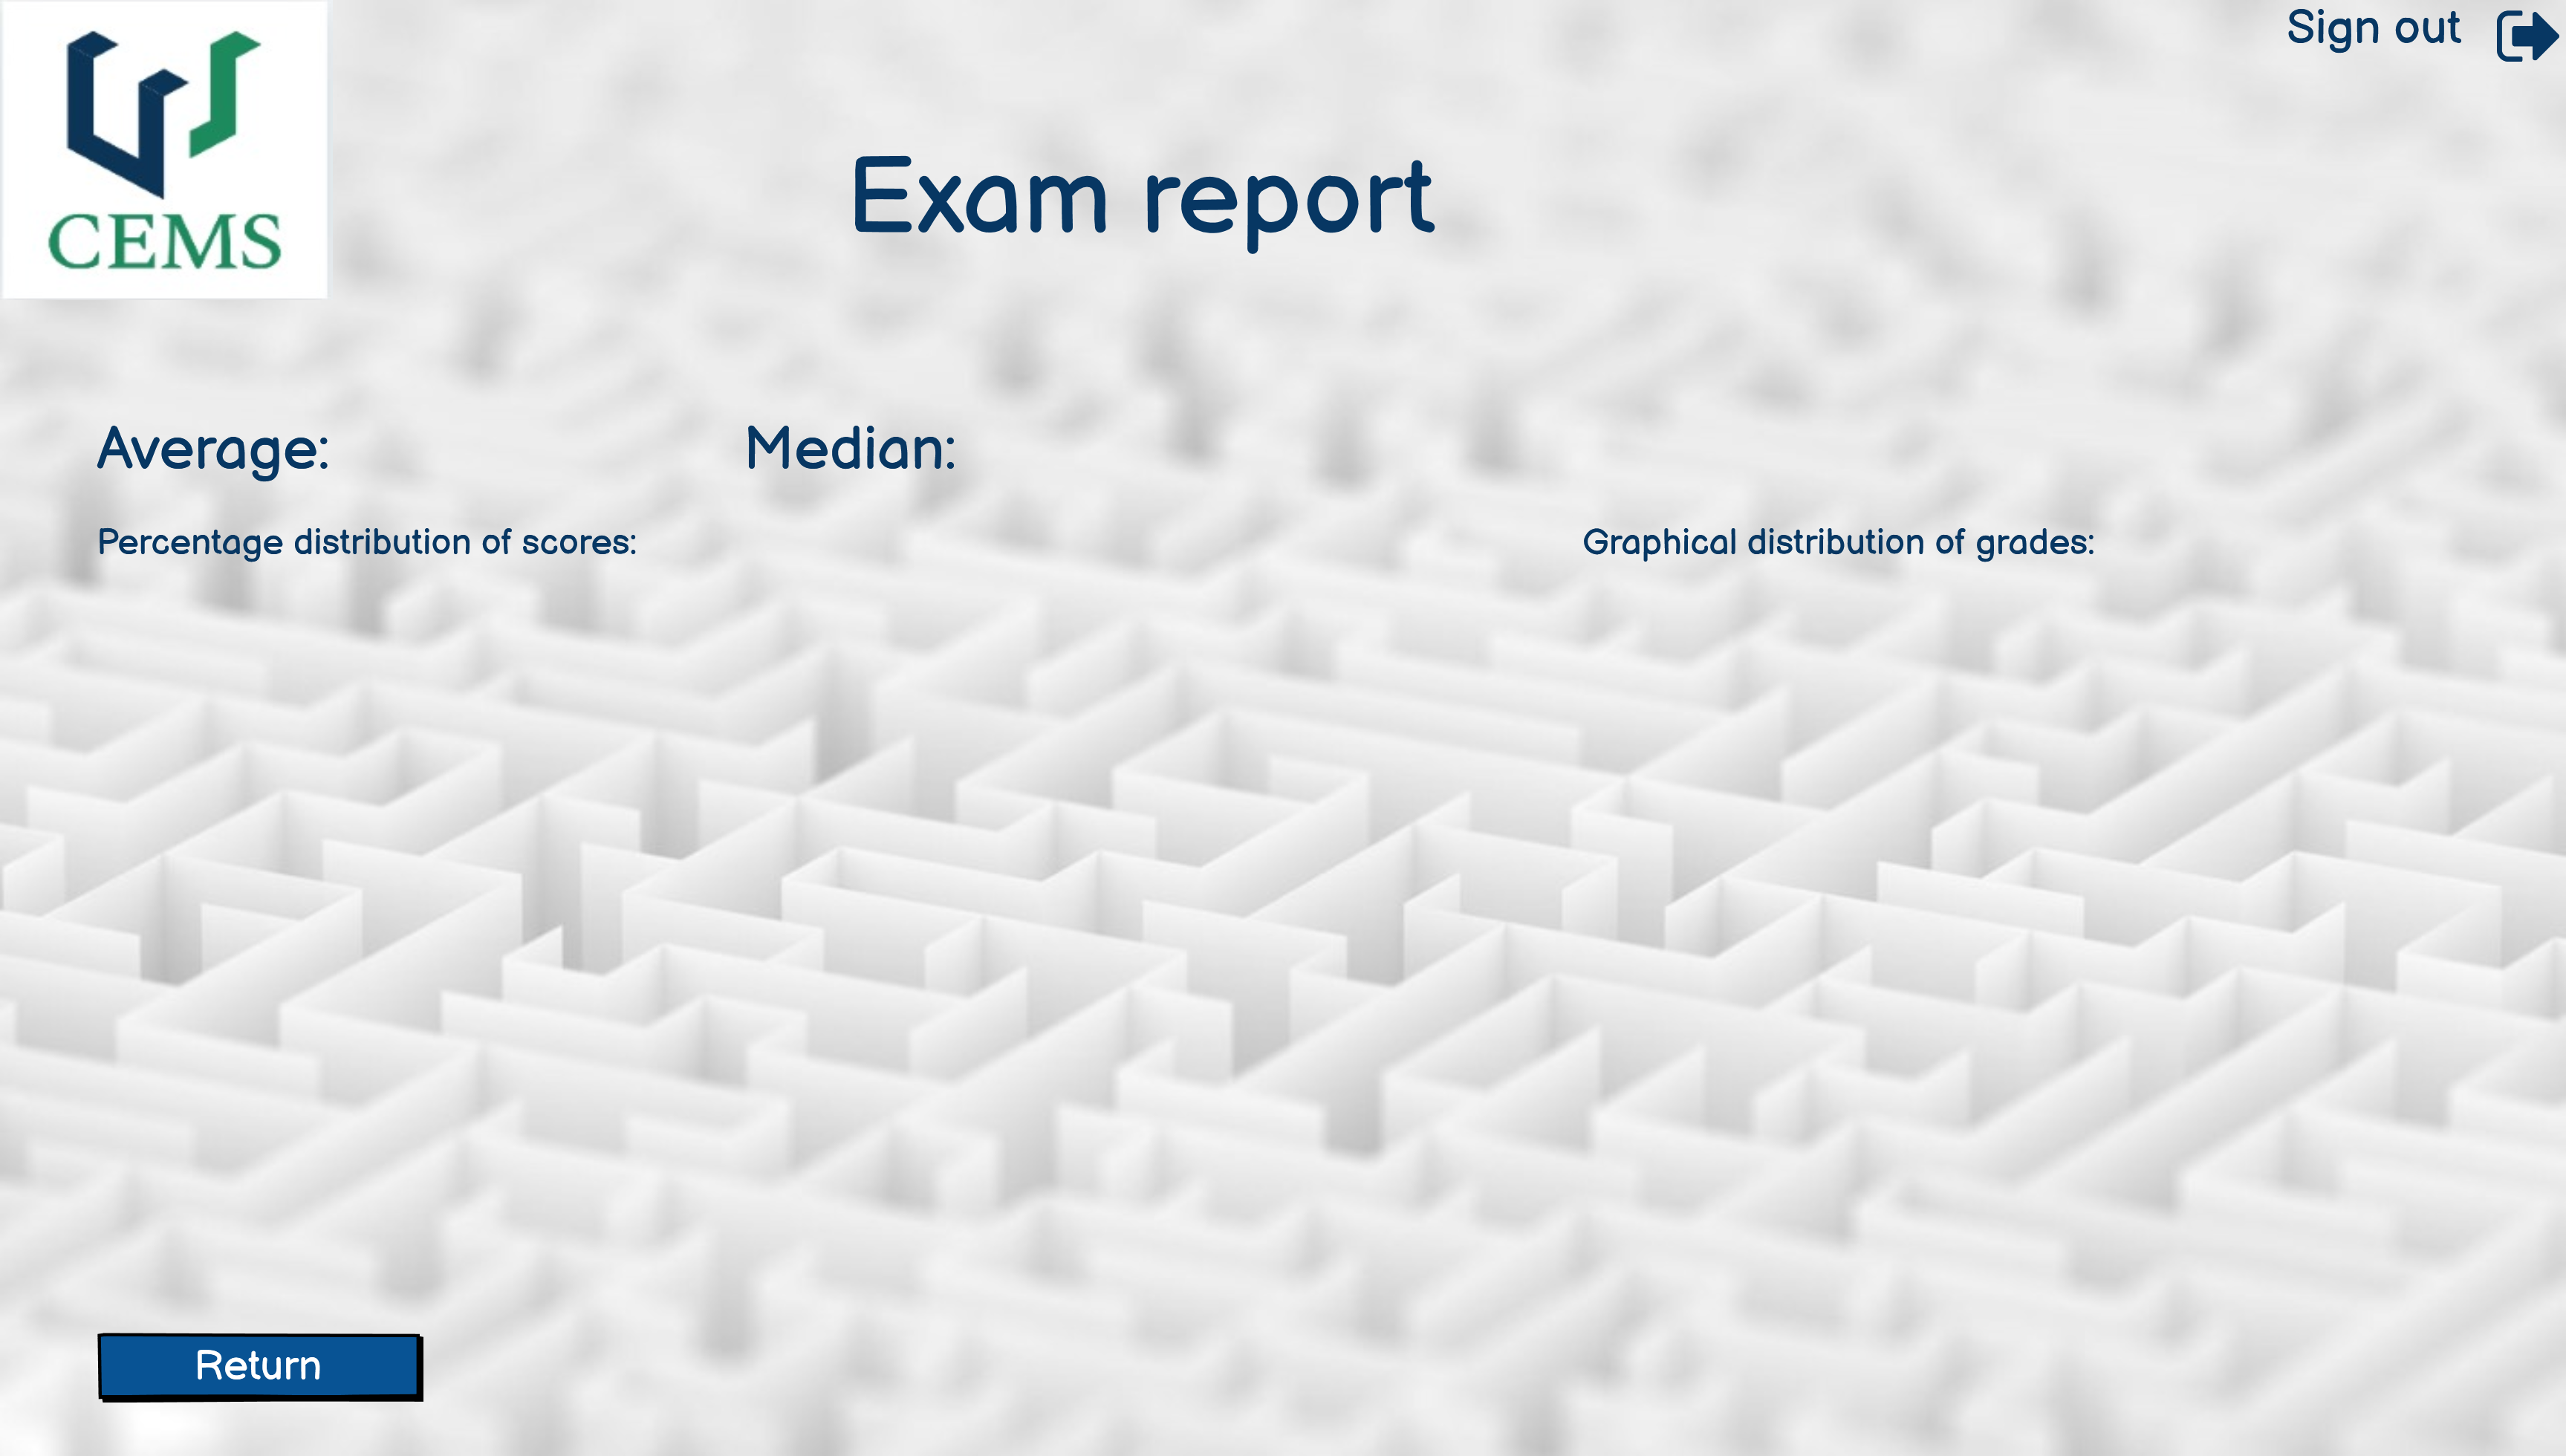 CEMS
Sign out
Exam report
Average:
Median:
Percentage distribution of scores:
Graphical distribution of grades:
Return